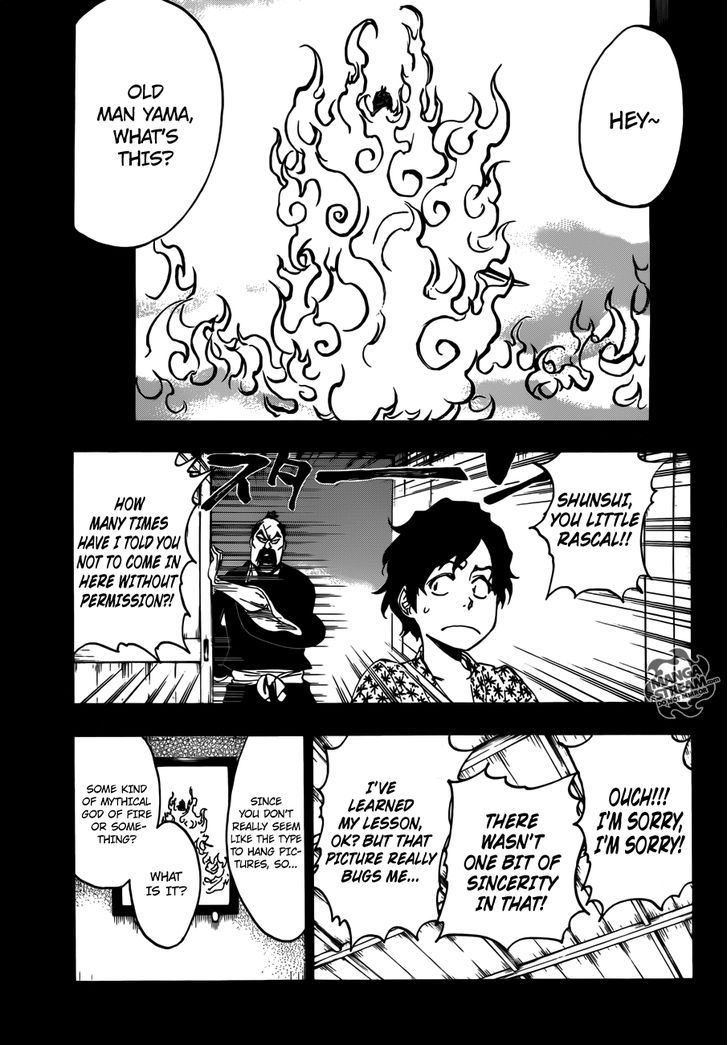 HEY~
OLD
MAN YAMA,
WHAT'S
THIS?
SHUNSUI,
YOU LITTLE
RASCAL!!
スターン
HOW
MANY TIMES
HAVE I TOLD YOU
NOT TO COME IN
HERE WITHOUT
PERMISSION?!
MANGA
STREAM
OUCH!!!
I'M SORRY,
I'M SORRY!
THERE
WASN'T
ONE BIT OF
SINCERITY
IN THAT!
I'VE
LEARNED
MY LESSON,
OK? BUT THAT
PICTURE REALLY
BUGS ME...
SINCE
YOU DON'T
REALLY SEEM
LIKE THE TYPE
TO HANG PIC-
TURES, SO...
SOME KIND
OF MYTHICAL
GOD OF FIRE
OR SOME-
THING?
WHAT
IS IT?